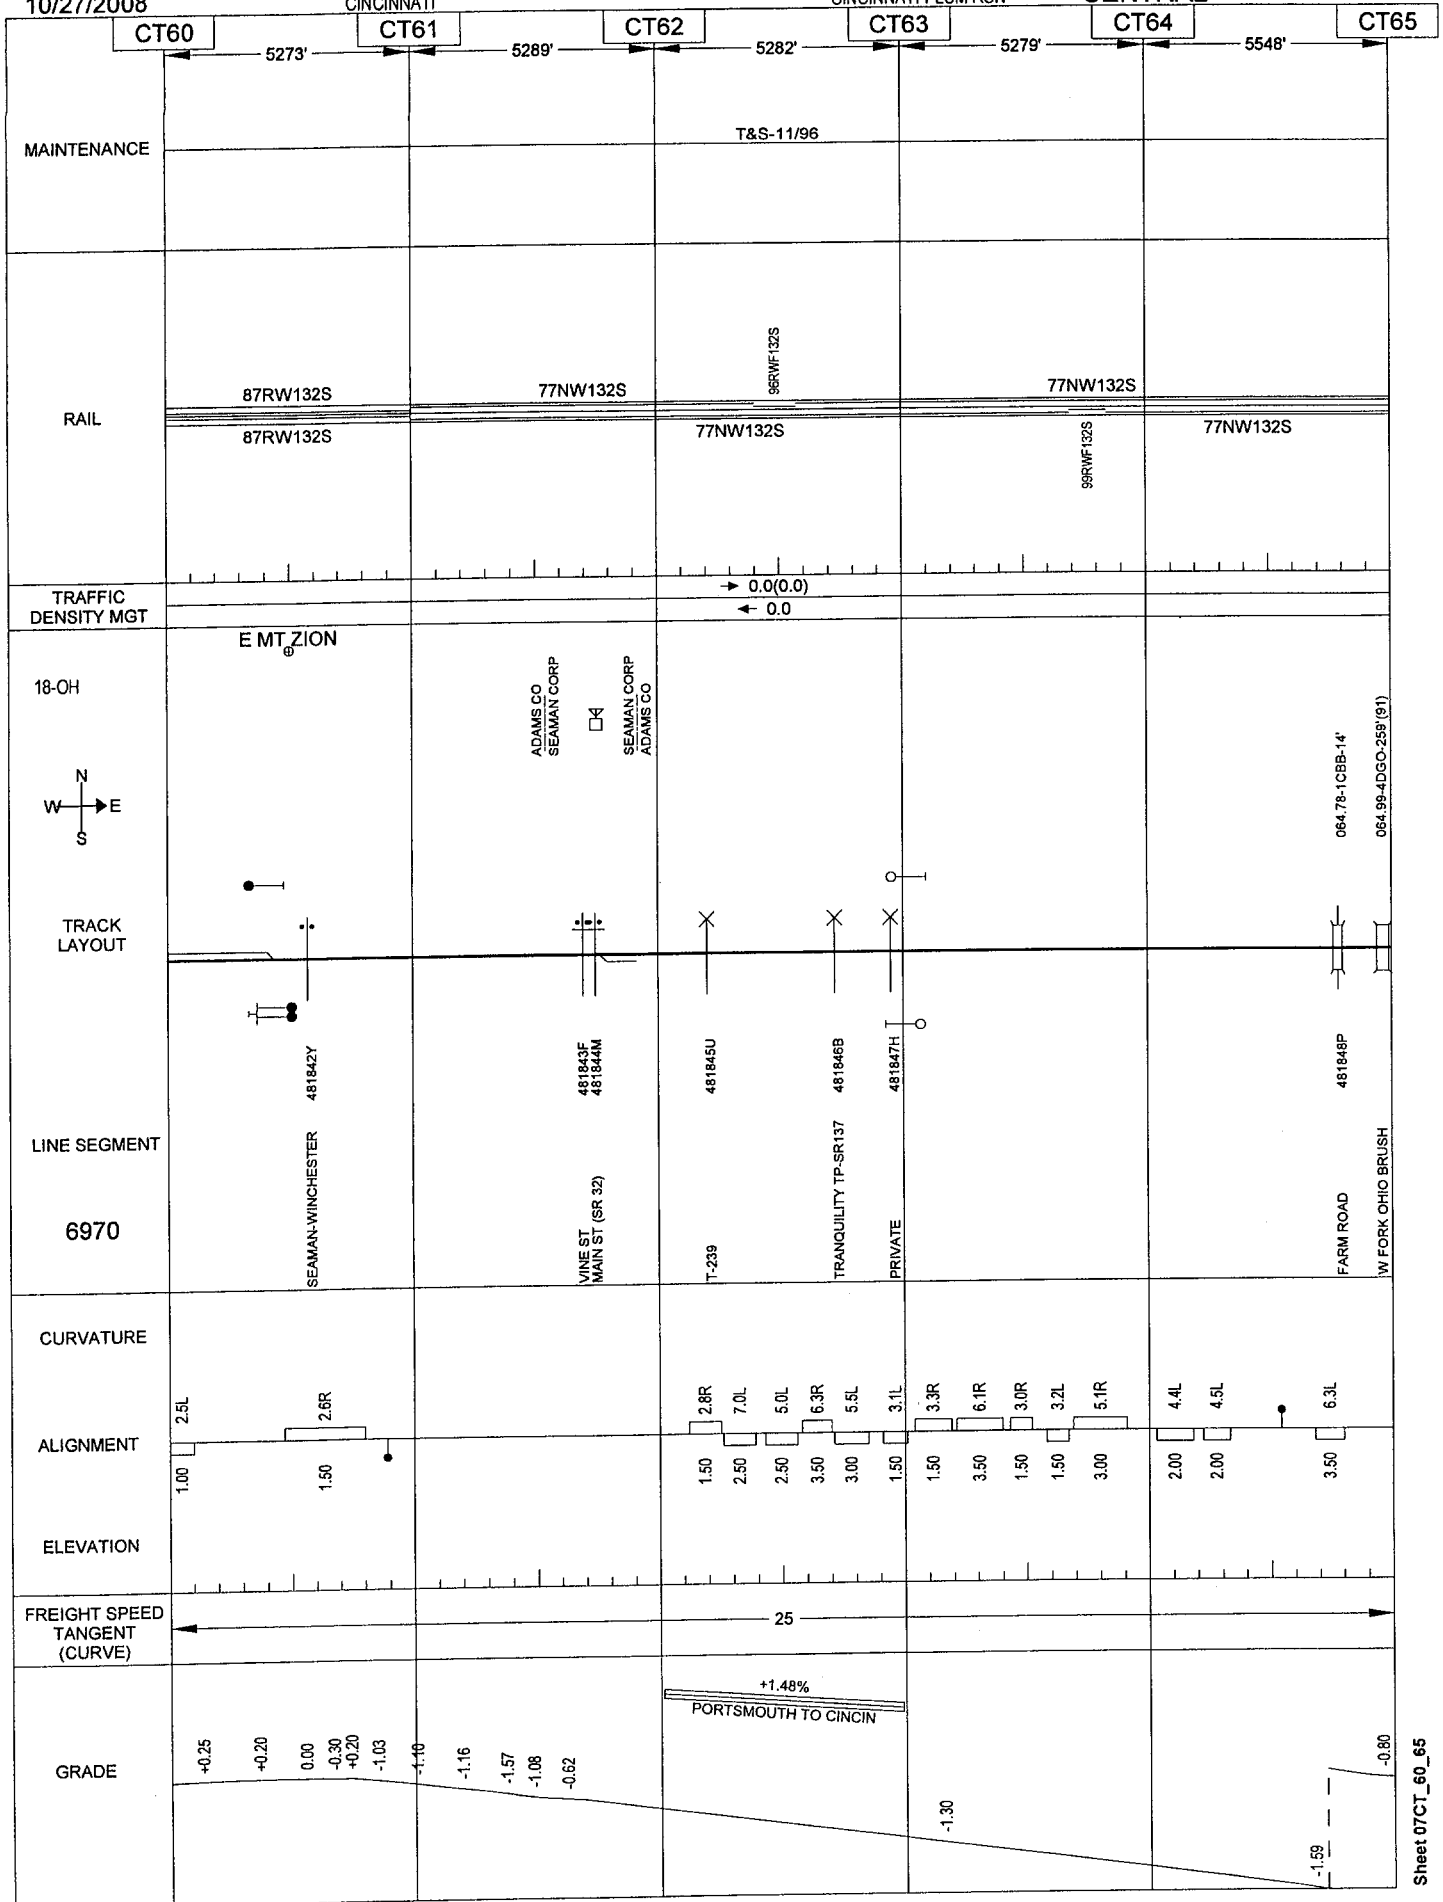 10/27/2008
CINCINNATI
CT60
CT61
CT62
CT63
CT64
CT65
5273'
5289'
5282'
5279'
5548'
MAINTENANCE
T&S-11/96
RAIL
87RW132S
77NW132S
96RWF132S
77NW132S
87RW132S
77NW132S
99RWF132S
77NW132S
TRAFFIC
DENSITY MGT
0.0(0.0)
0.0
18-OH
E MT ZION
ADAMS CO
SEAMAN CORP
SEAMAN CORP
ADAMS CO
064.78-1CBB-14'
064.99-4DGO-259'(91)
N
W E
S
TRACK
LAYOUT
481842Y
481843F
481844M
481845U
481846B
481847H
481848P
LINE SEGMENT
6970
SEAMAN-WINCHESTER
VINE ST
MAIN ST (SR 32)
T-239
TRANQUILITY TP-SR137
PRIVATE
FARM ROAD
W FORK OHIO BRUSH
CURVATURE
2.5L
2.6R
2.8R
7.0L
5.0L
6.3R
5.5L
3.1L
3.3R
6.1R
3.0R
3.2L
5.1R
4.4L
4.5L
6.3L
ALIGNMENT
1.00
1.50
1.50
2.50
2.50
3.50
3.00
1.50
1.50
3.50
1.50
1.50
3.00
2.00
2.00
3.50
ELEVATION
FREIGHT SPEED
TANGENT
(CURVE)
25
GRADE
+1.48%
PORTSMOUTH TO CINCIN
+0.25
+0.20
0.00
-0.30
+0.20
-1.03
-1.10
-1.16
-1.57
-1.08
-0.62
-1.30
-1.59
-0.80
Sheet 07CT_60_65